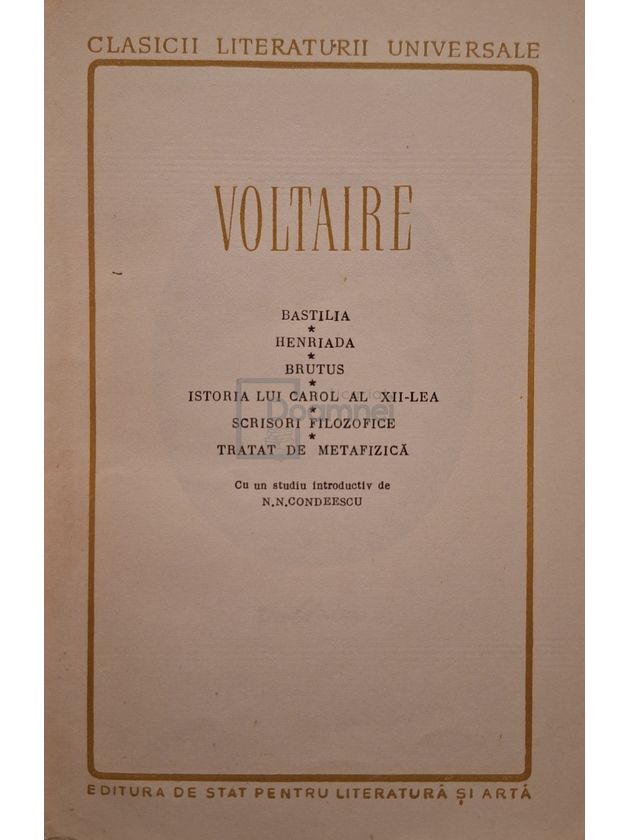 CLASICII LITERATURII UNIVERSALE
VOLTAIRE
BASTILIA
*
HENRIADA
*
BRUTUS
*
ISTORIA LUI CAROL AL XII-LEA
*
SCRISORI FILOZOFICE
*
TRATAT DE METAFIZICĂ
Cu un studiu introductiv de
N.N.CONDEESCU
EDITURA DE STAT PENTRU LITERATURĂ ȘI ARTĂ